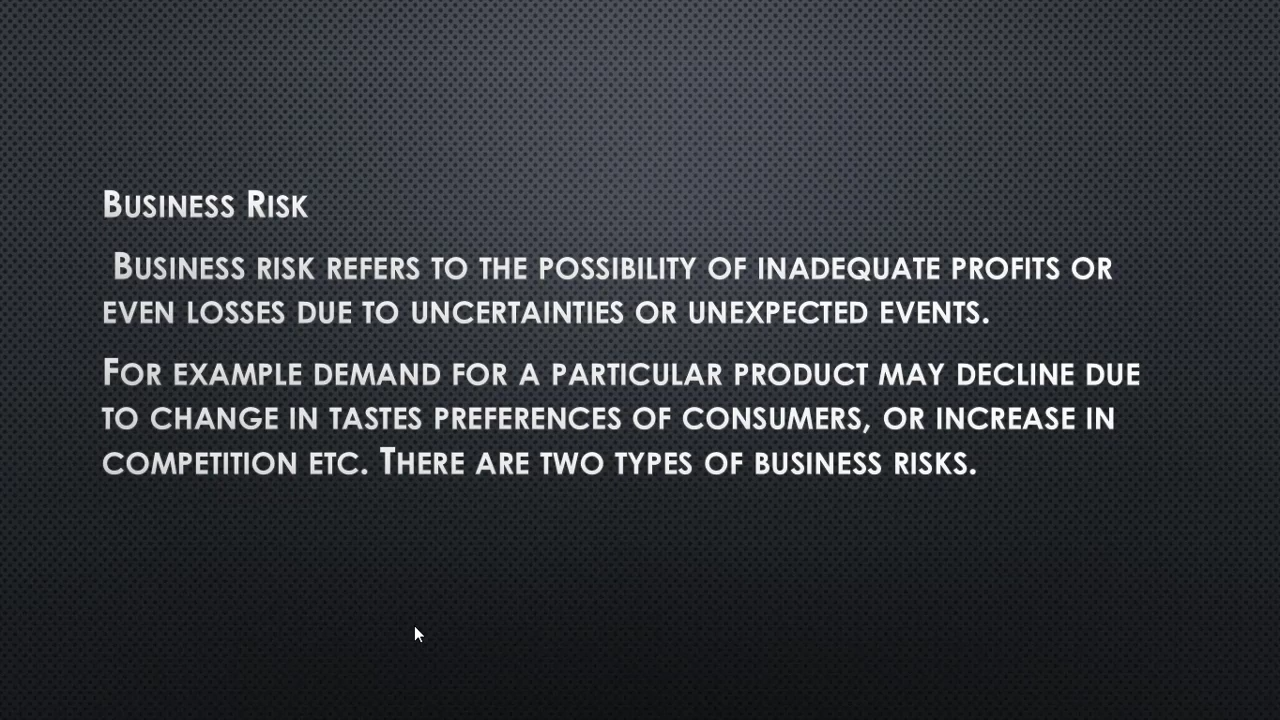 Business Risk
Business risk refers to the possibility of inadequate profits or
even losses due to uncertainties or unexpected events.
For example demand for a particular product may decline due
to change in tastes preferences of consumers, or increase in
competition etc. There are two types of business risks.